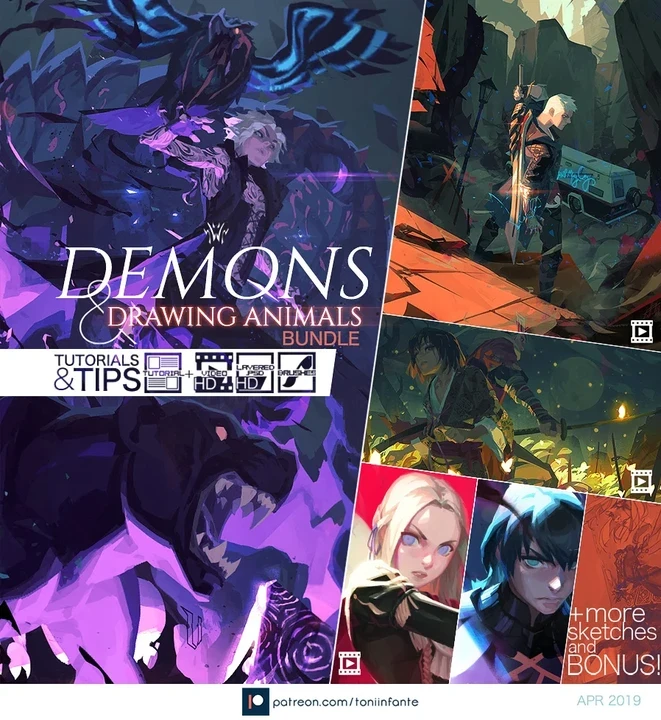 DEMONS
& DRAWING ANIMALS
BUNDLE
TUTORIALS
&TIPS
TUTORIAL
+
VIDEO
HD
LAYERED
PSD
HD
BRUSHES
+more
sketches
and
BONUS!
patreon.com/toniinfante
APR 2019